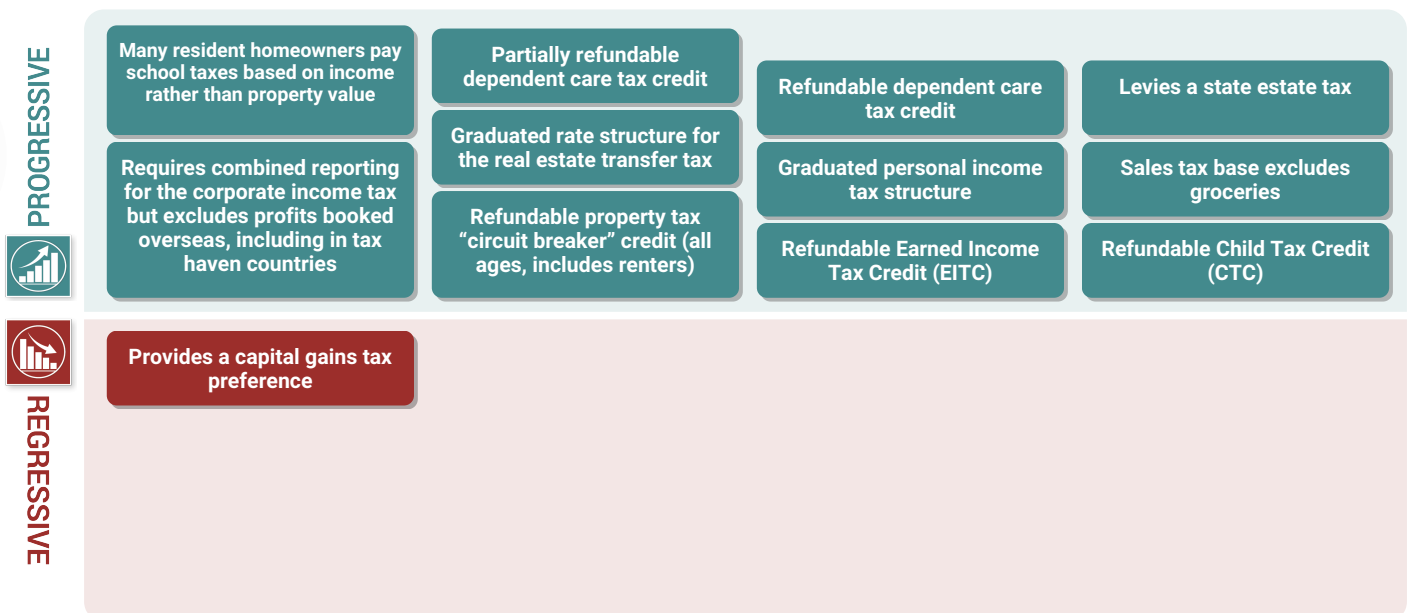 PROGRESSIVE
Many resident homeowners pay
school taxes based on income
rather than property value
Requires combined reporting
for the corporate income tax
but excludes profits booked
overseas, including in tax
haven countries
Partially refundable
dependent care tax credit
Graduated rate structure for
the real estate transfer tax
Refundable property tax
“circuit breaker” credit (all
ages, includes renters)
Refundable dependent care
tax credit
Graduated personal income
tax structure
Refundable Earned Income
Tax Credit (EITC)
Levies a state estate tax
Sales tax base excludes
groceries
Refundable Child Tax Credit
(CTC)
REGRESSIVE
Provides a capital gains tax
preference